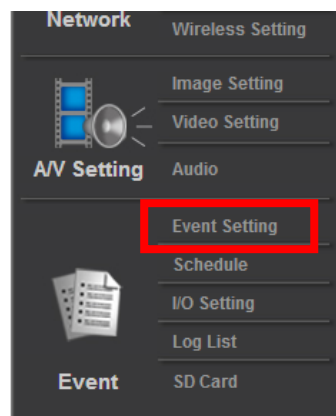 Network
Wireless Setting
Image Setting
Video Setting
A/V Setting
Audio
Event Setting
Schedule
I/O Setting
Log List
Event
SD Card